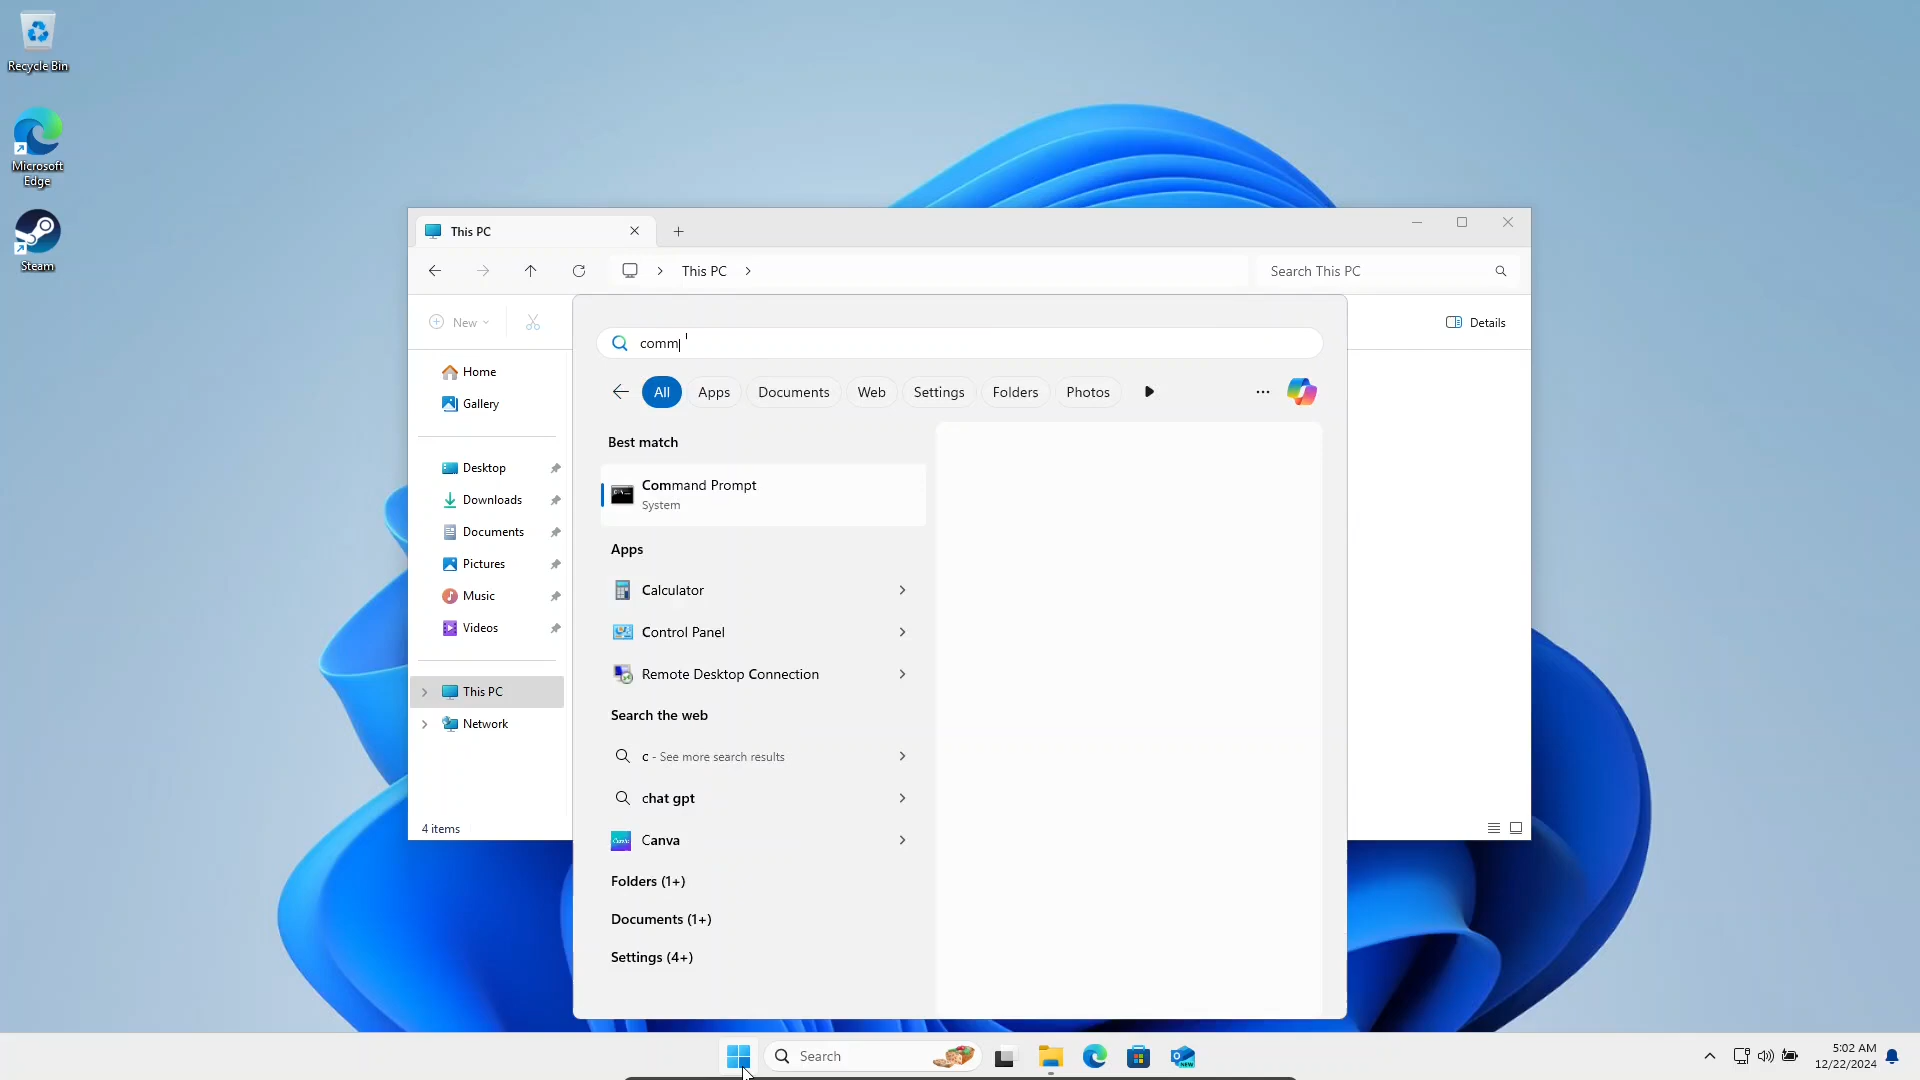 Recycle Bin
Microsoft
Edge
Steam
This PC
This PC
Search This PC
New
Details
Home
Gallery
Desktop
Downloads
Documents
Pictures
Music
Videos
This PC
Network
4 items
comm
All
Apps
Documents
Web
Settings
Folders
Photos
Best match
Command Prompt
System
Apps
Calculator
Control Panel
Remote Desktop Connection
Search the web
c - See more search results
chat gpt
Canva
Folders (1+)
Documents (1+)
Settings (4+)
Search
5:02 AM
12/22/2024